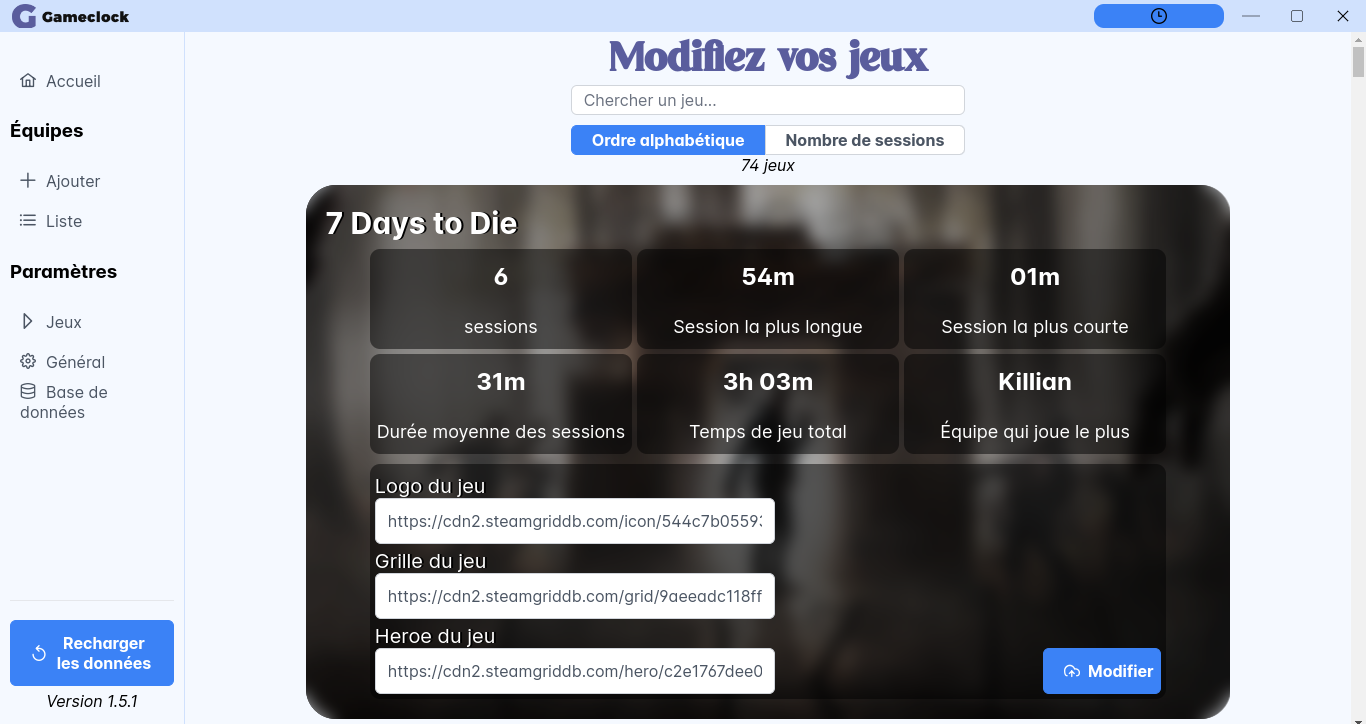 Gameclock
Accueil
Équipes
Ajouter
Liste
Paramètres
Jeux
Général
Base de
données
Recharger
les données
Version 1.5.1
Modifiez vos jeux
Chercher un jeu...
Ordre alphabétique
Nombre de sessions
74 jeux
7 Days to Die
6
sessions
54m
Session la plus longue
01m
Session la plus courte
31m
Durée moyenne des sessions
3h 03m
Temps de jeu total
Killian
Équipe qui joue le plus
Logo du jeu
https://cdn2.steamgriddb.com/icon/544c7b05593
Grille du jeu
https://cdn2.steamgriddb.com/grid/9aeeadc118ff
Heroe du jeu
https://cdn2.steamgriddb.com/hero/c2e1767dee0
Modifier